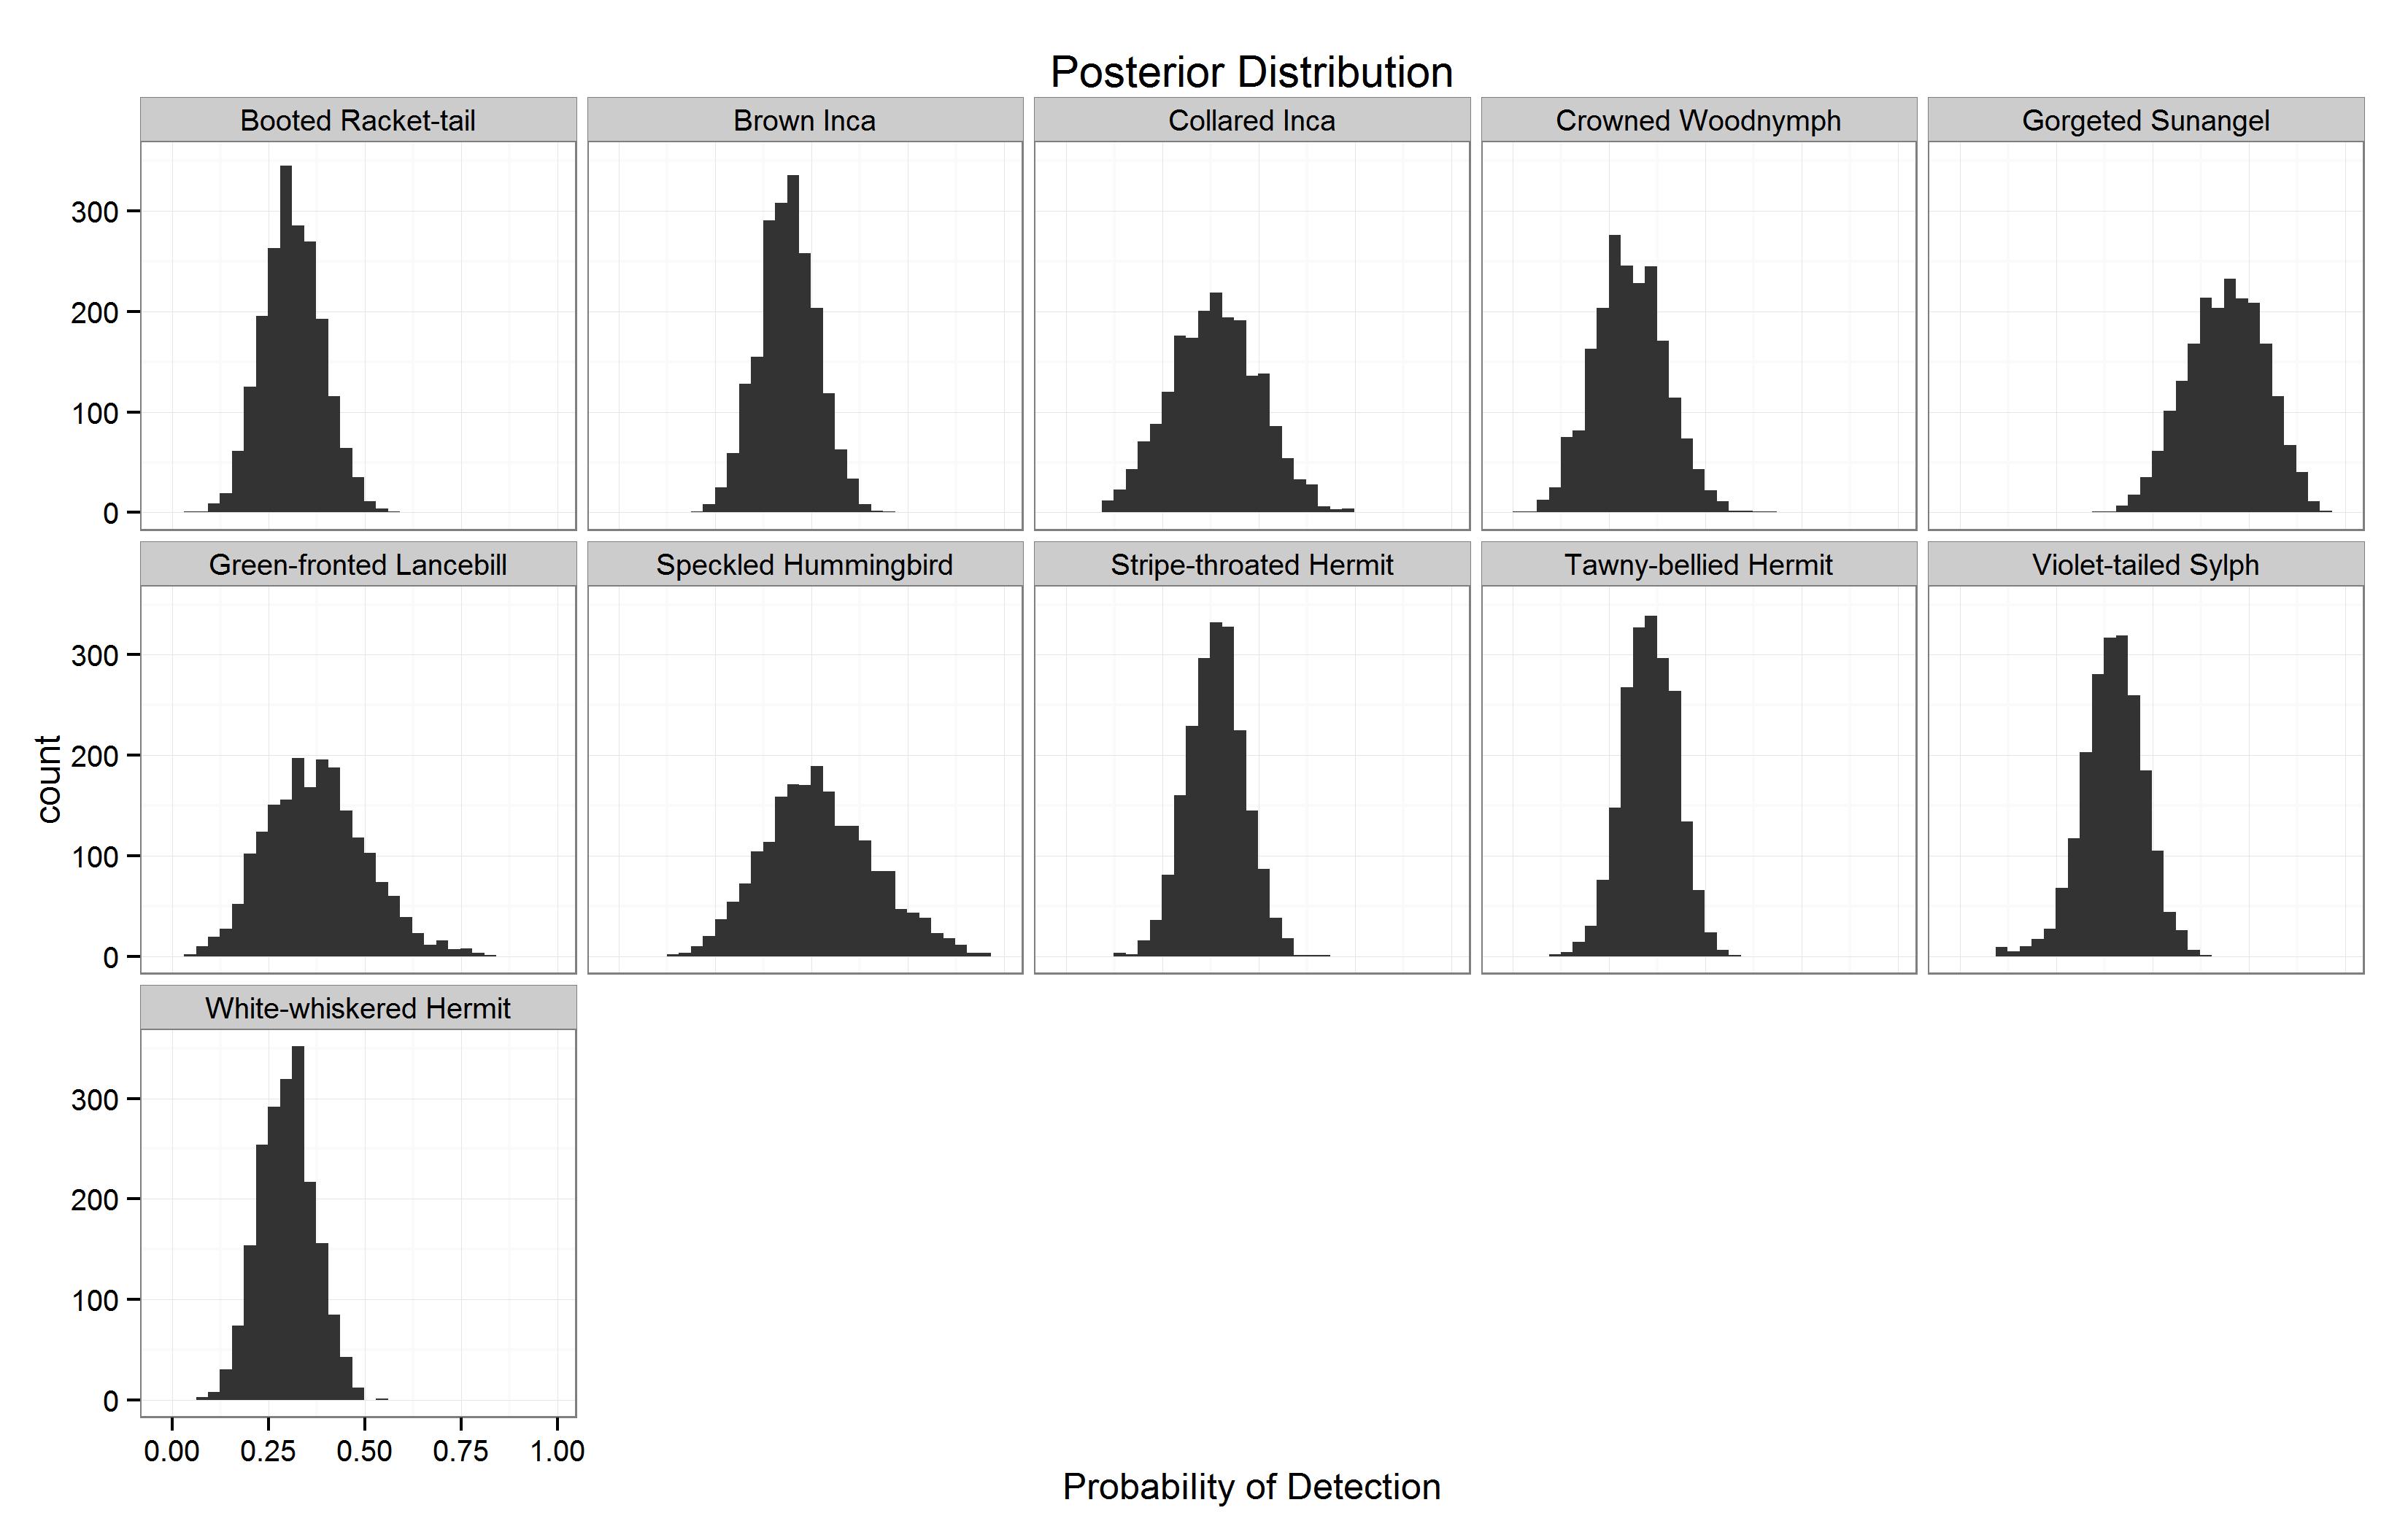 Posterior Distribution
Booted Racket-tail Brown Inca Collared Inca Crowned Woodnymph Gorgeted Sunangel
300
200
100
0
Green-fronted Lancebill Speckled Hummingbird Stripe-throated Hermit Tawny-bellied Hermit Violet-tailed Sylph
300
200
100
0
count
White-whiskered Hermit
300
200
100
0
0.00 0.25 0.50 0.75 1.00
Probability of Detection